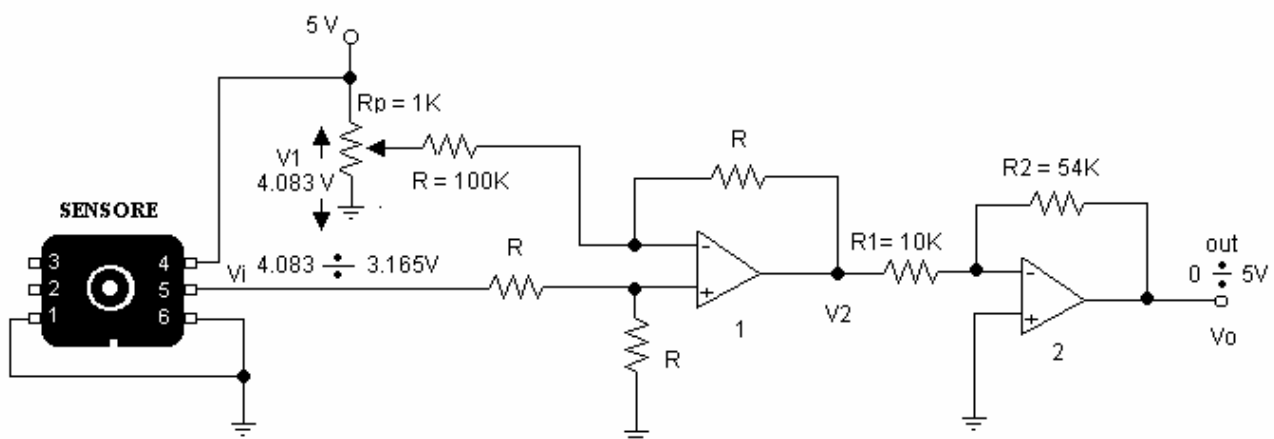 5 V
Rp = 1K
V1
4.083 V
R = 100K
R
R2 = 54K
SENSORE
3 4
2 5
1 6
Vi 4.083 ÷ 3.165V
R
R
-
+
1
V2
R1= 10K
-
+
2
out
0 ÷ 5V
Vo